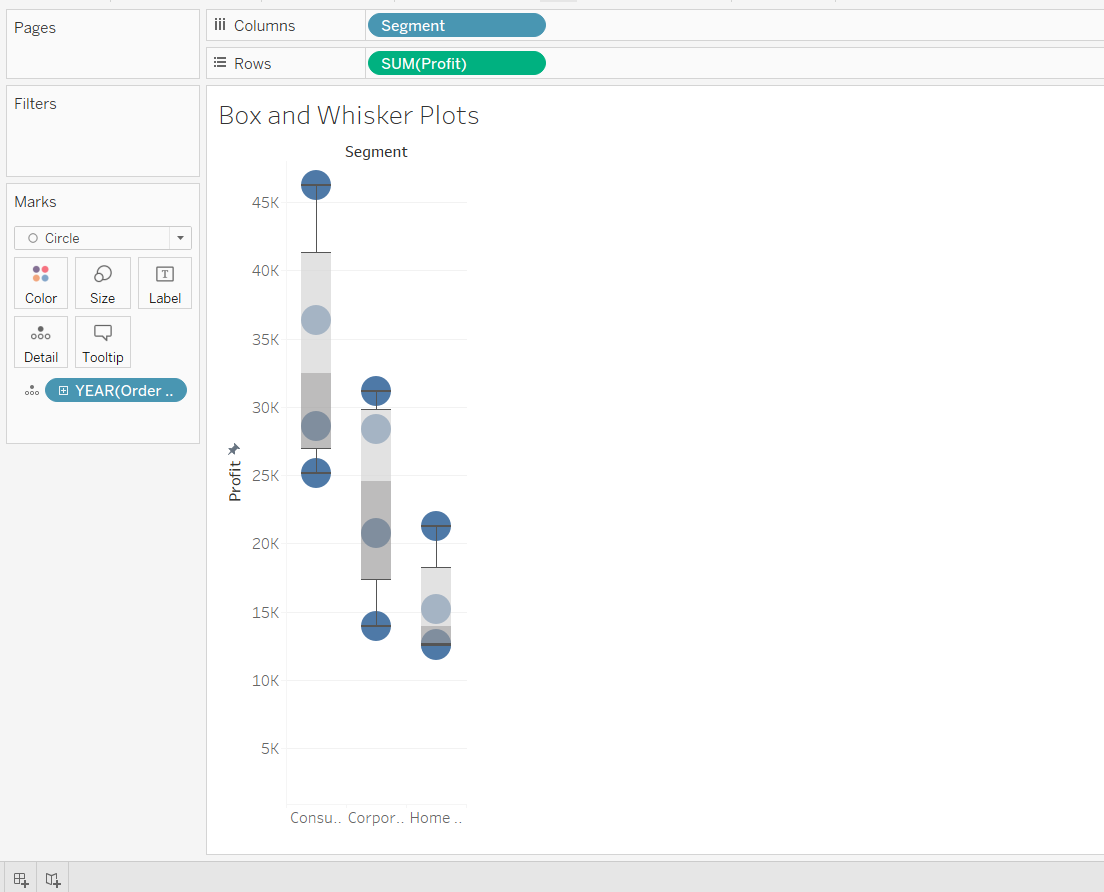 Pages
Columns
Segment
Rows
SUM(Profit)
Filters
Marks
Circle
Color
Size
T
Label
Detail
Tooltip
YEAR(Order ..
Box and Whisker Plots
Segment
Profit
45K
40K
35K
30K
25K
20K
15K
10K
5K
Consu.. Corpor.. Home ..